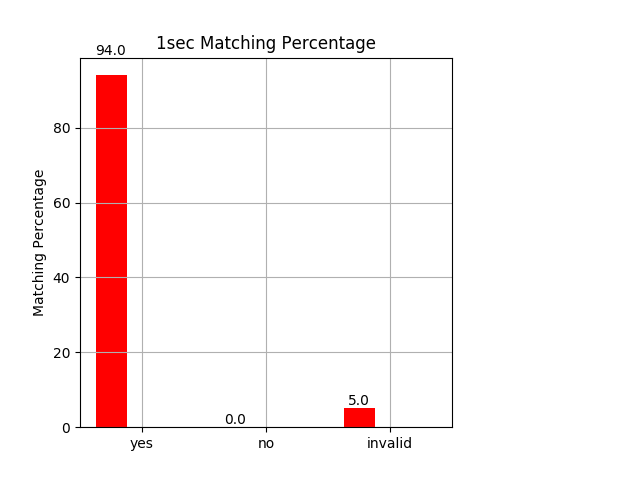 1sec Matching Percentage
94.0
80
60
40
20
0
Matching Percentage
0.0
5.0
yes
no
invalid